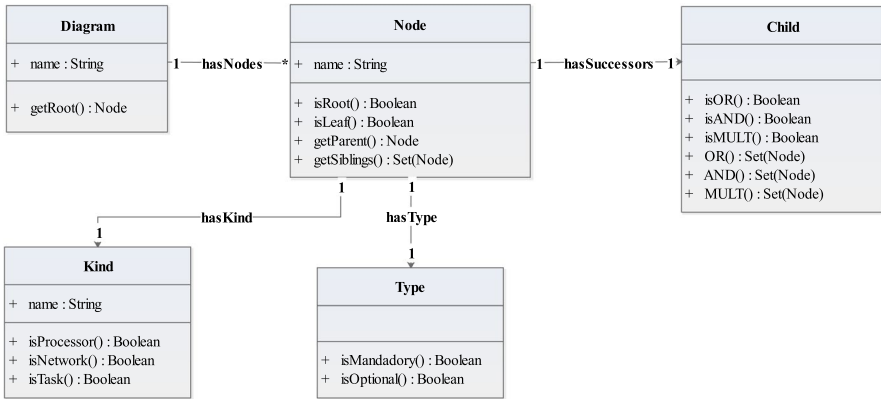 Diagram
+ name : String
+ getRoot() : Node
1 hasNodes *
Node
+ name : String
+ isRoot() : Boolean
+ isLeaf() : Boolean
+ getParent() : Node
+ getSiblings() : Set(Node)
1 hasSuccessors 1
Child
+ isOR() : Boolean
+ isAND() : Boolean
+ isMULT() : Boolean
+ OR() : Set(Node)
+ AND() : Set(Node)
+ MULT() : Set(Node)
1
hasKind
1
1
hasType
1
Kind
+ name : String
+ isProcessor() : Boolean
+ isNetwork() : Boolean
+ isTask() : Boolean
Type
+ isMandadory() : Boolean
+ isOptional() : Boolean